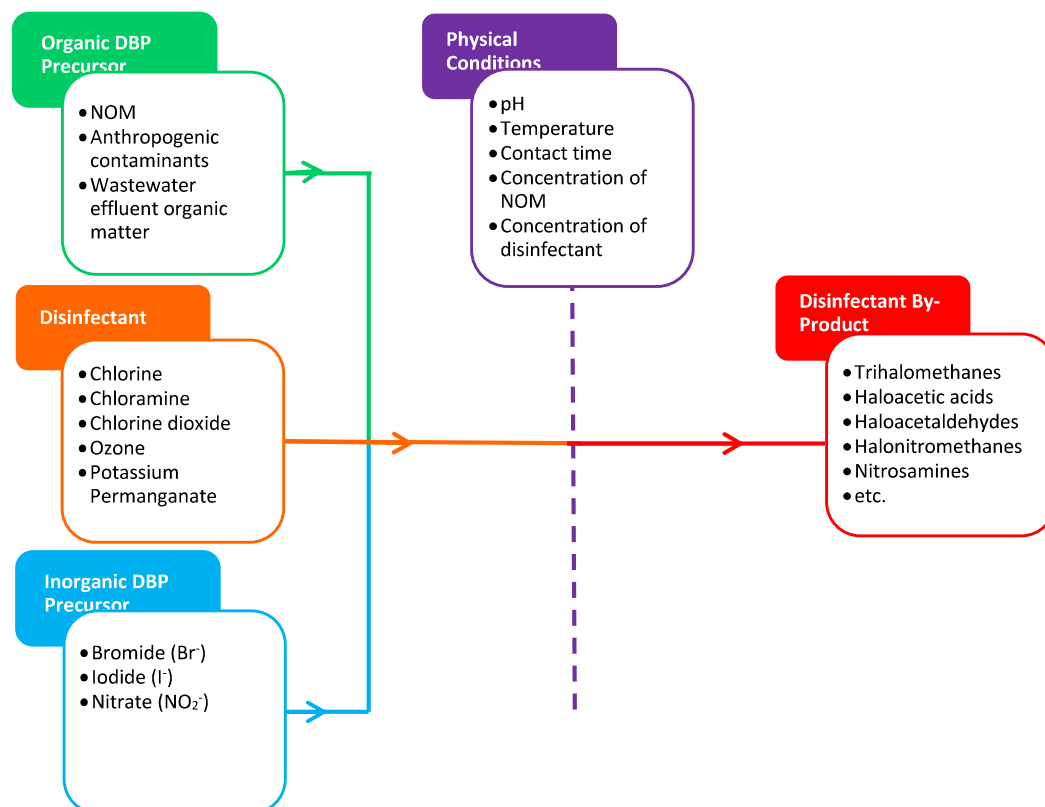 Organic DBP
Precursor
• NOM
• Anthropogenic
contaminants
• Wastewater
effluent organic
matter
Physical
Conditions
• pH
• Temperature
• Contact time
• Concentration of
NOM
• Concentration of
disinfectant
Disinfectant
• Chlorine
• Chloramine
• Chlorine dioxide
• Ozone
• Potassium
Permanganate
Disinfectant By-
Product
• Trihalomethanes
• Haloacetic acids
• Haloacetaldehydes
• Halonitromethanes
• Nitrosamines
• etc.
Inorganic DBP
Precursor
• Bromide (Br⁻)
• Iodide (I⁻)
• Nitrate (NO₂⁻)